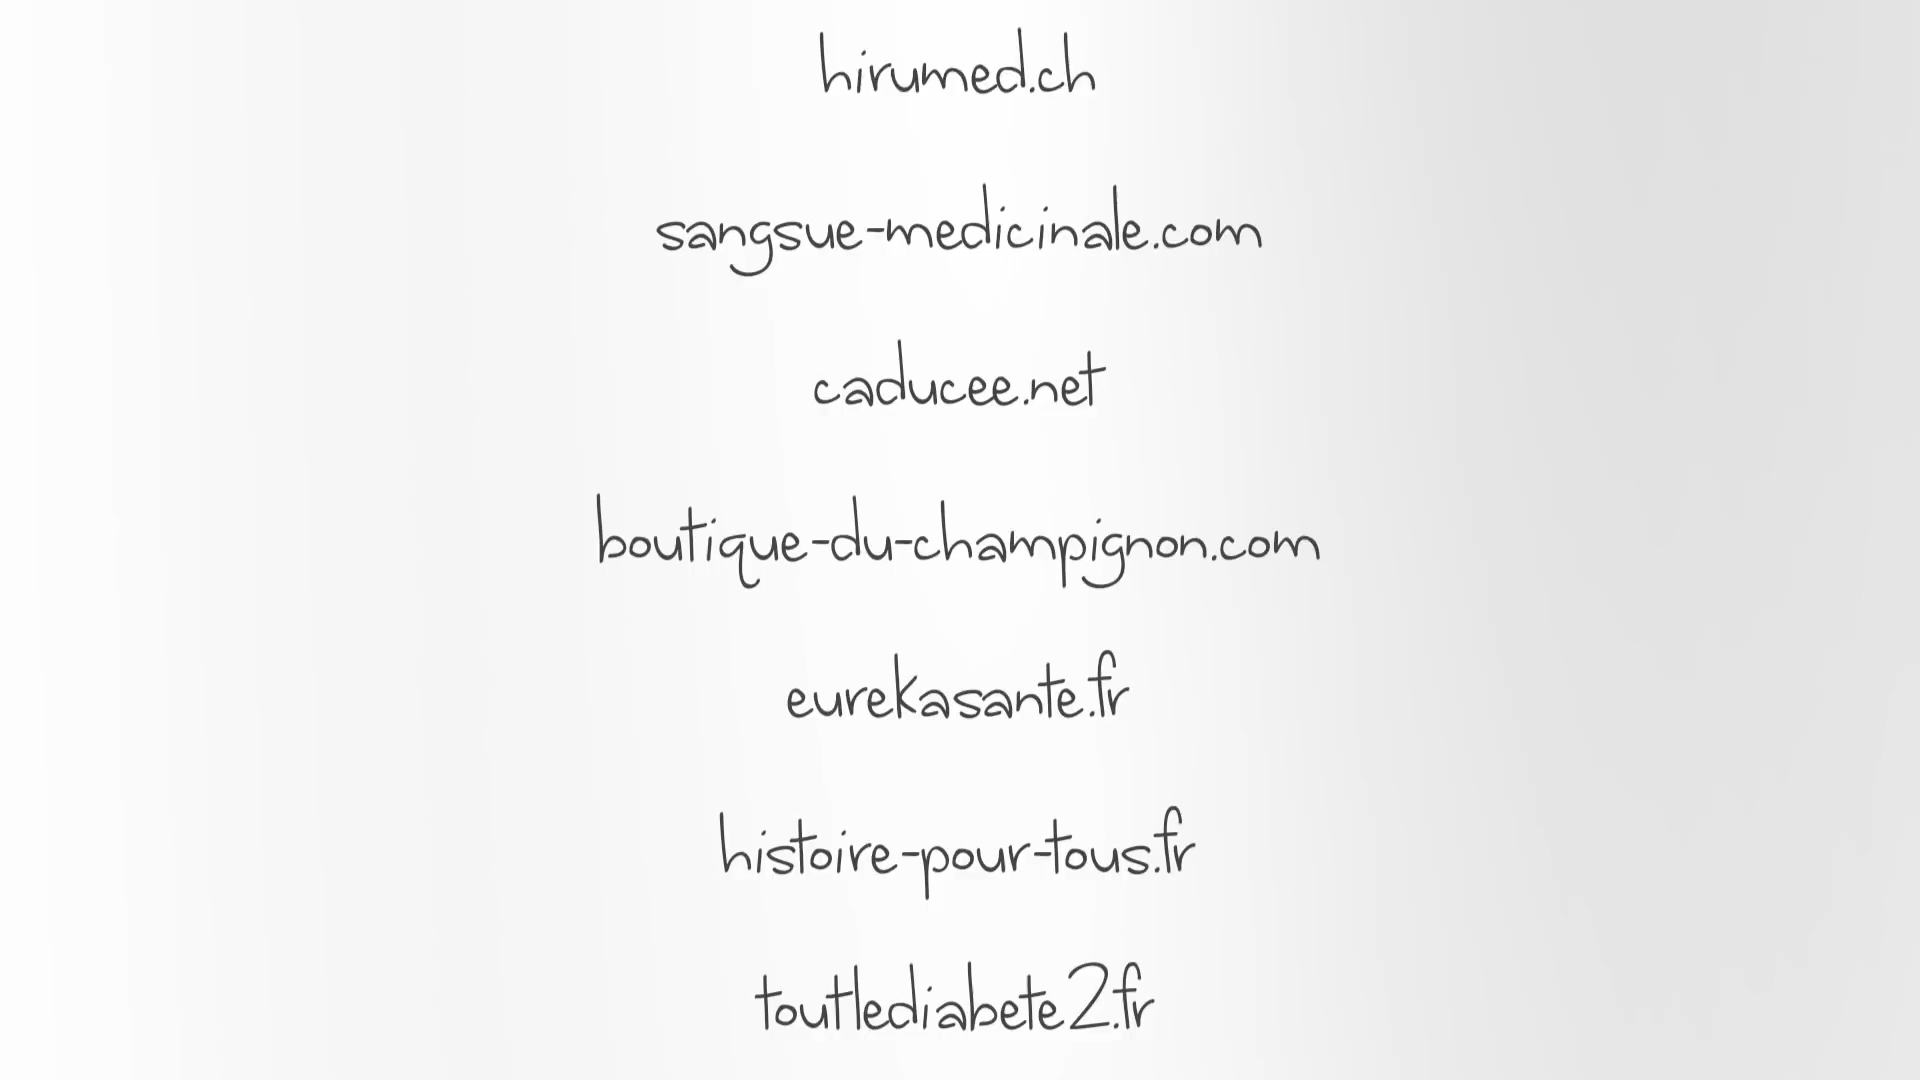 hirumed.ch
sangsue-medicinale.com
caducee.net
boutique-du-champignon.com
eurekasante.fr
histoire-pour-tous.fr
toutlediabete2.fr